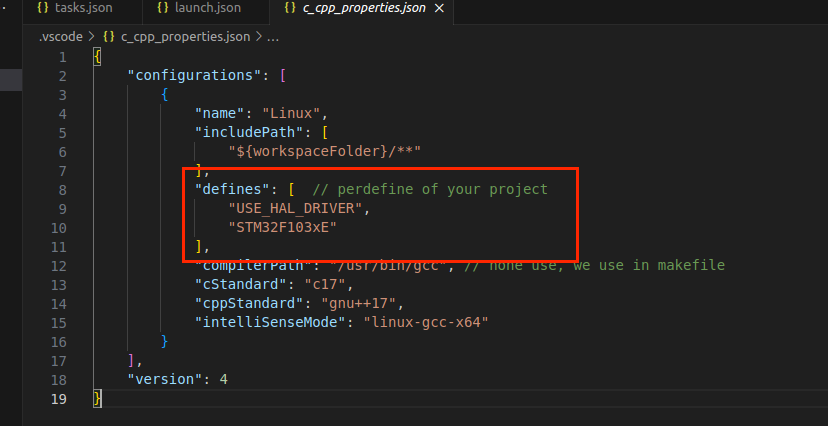 tasks.json launch.json c_cpp_properties.json
.vscode > c_cpp_properties.json > ...
1 {
2 "configurations": [
3 {
4 "name": "Linux",
5 "includePath": [
6 "${workspaceFolder}/**"
7 ],
8 "defines": [ // perdefine of your project
9 "USE_HAL_DRIVER",
10 "STM32F103xE"
11 ],
12 "compilerPath": "/usr/bin/gcc", // none use, we use in makefile
13 "cStandard": "c17",
14 "cppStandard": "gnu++17",
15 "intelliSenseMode": "linux-gcc-x64"
16 }
17 ],
18 "version": 4
19 }